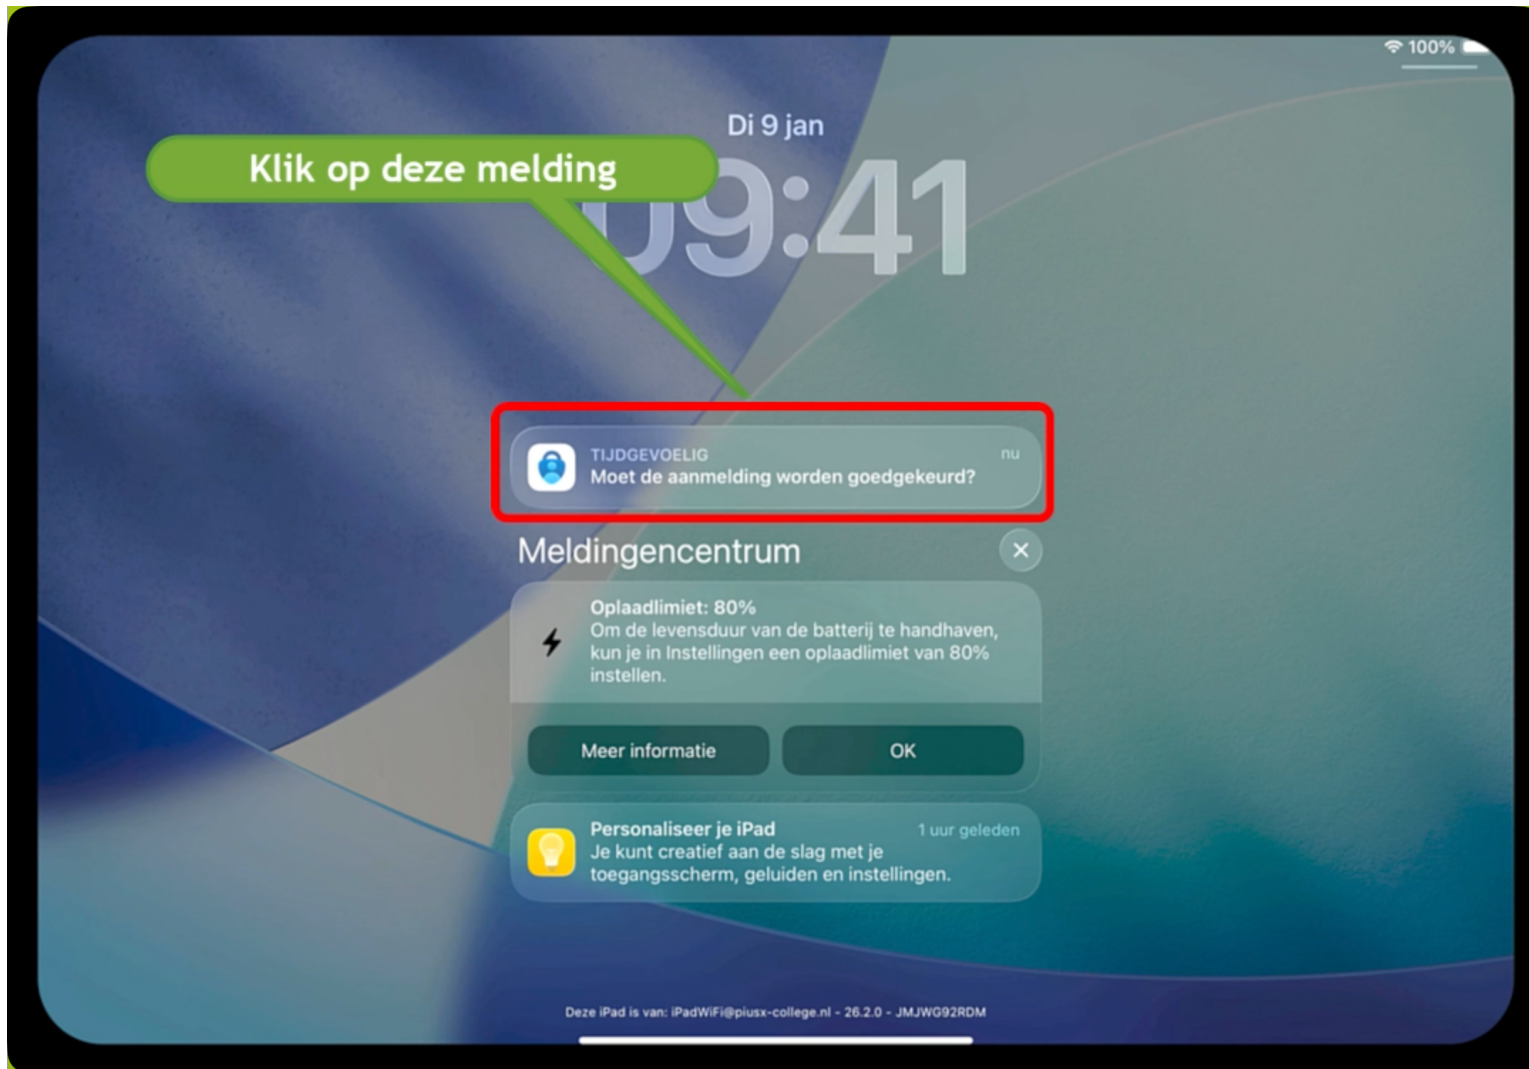 100%
Di 9 jan
Klik op deze melding
09:41
TIJDGEVOELIG
nu
Moet de aanmelding worden goedgekeurd?
Meldingencentrum
Oplaadlimiet: 80%
Om de levensduur van de batterij te handhaven,
kun je in Instellingen een oplaadlimiet van 80%
instellen.
Meer informatie
OK
Personaliseer je iPad
1 uur geleden
Je kunt creatief aan de slag met je
toegangsscherm, geluiden en instellingen.
Deze iPad is van: iPadWiFi@piusx-college.nl - 26.2.0 - JMJWG92RDM